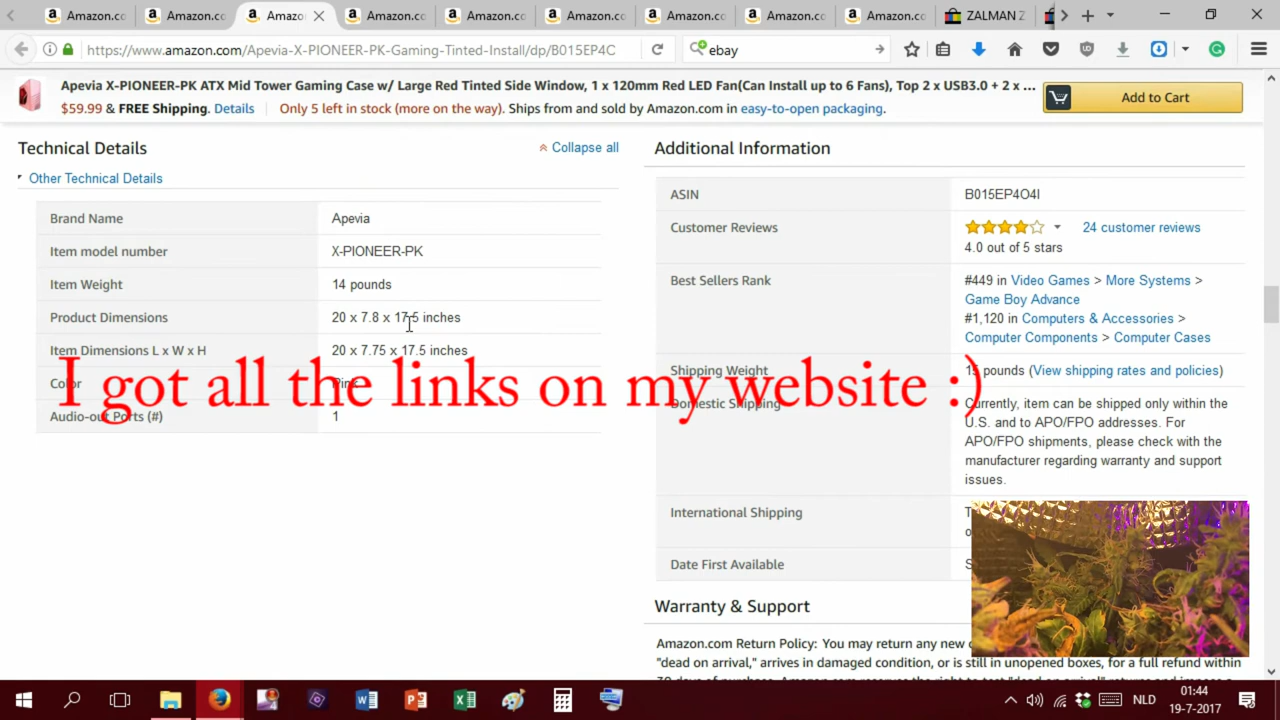 Amazon.co
Amazon.co
Amazor
Amazon.co
Amazon.co
Amazon.co
Amazon.co
Amazon.co
Amazon.co
ZALMAN Z
https://www.amazon.com/Apevia-X-PIONEER-PK-Gaming-Tinted-Install/dp/B015EP4C
ebay
Apevia X-PIONEER-PK ATX Mid Tower Gaming Case w/ Large Red Tinted Side Window, 1 x 120mm Red LED Fan(Can Install up to 6 Fans), Top 2 x USB3.0 + 2 x ...
$59.99 & FREE Shipping. Details Only 5 left in stock (more on the way). Ships from and sold by Amazon.com in easy-to-open packaging.
Add to Cart
Technical Details
Collapse all
Other Technical Details
Brand Name Apevia
Item model number X-PIONEER-PK
Item Weight 14 pounds
Product Dimensions 20 x 7.8 x 17.5 inches
Item Dimensions L x W x H 20 x 7.75 x 17.5 inches
Color Pink
Audio-out Ports (#) 1
I got all the links on my website :)
Additional Information
ASIN B015EP4O4I
Customer Reviews 24 customer reviews
4.0 out of 5 stars
Best Sellers Rank #449 in Video Games > More Systems >
Game Boy Advance
#1,120 in Computers & Accessories >
Computer Components > Computer Cases
Shipping Weight 15 pounds (View shipping rates and policies)
Domestic Shipping Currently, item can be shipped only within the
U.S. and to APO/FPO addresses. For
APO/FPO shipments, please check with the
manufacturer regarding warranty and support
issues.
International Shipping
Date First Available
Warranty & Support
Amazon.com Return Policy: You may return any new
"dead on arrival," arrives in damaged condition, or is still in unopened boxes, for a full refund within
NLD
01:44
19-7-2017